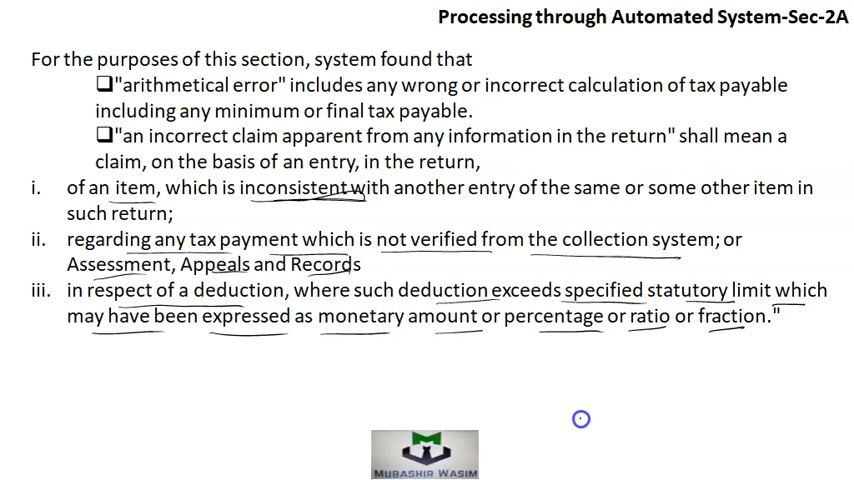 Processing through Automated System-Sec-2A
For the purposes of this section, system found that
❑"arithmetical error" includes any wrong or incorrect calculation of tax payable
including any minimum or final tax payable.
❑"an incorrect claim apparent from any information in the return" shall mean a
claim, on the basis of an entry, in the return,
i. of an item, which is inconsistent with another entry of the same or some other item in
such return;
ii. regarding any tax payment which is not verified from the collection system; or
Assessment, Appeals and Records
iii. in respect of a deduction, where such deduction exceeds specified statutory limit which
may have been expressed as monetary amount or percentage or ratio or fraction."
MUBASHIR WASIM